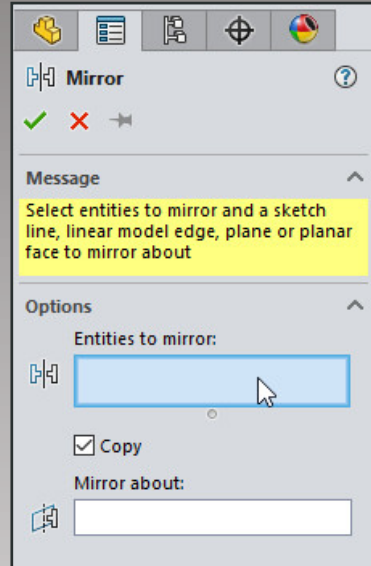 Mirror
Message
Select entities to mirror and a sketch
line, linear model edge, plane or planar
face to mirror about
Options
Entities to mirror:
Copy
Mirror about: